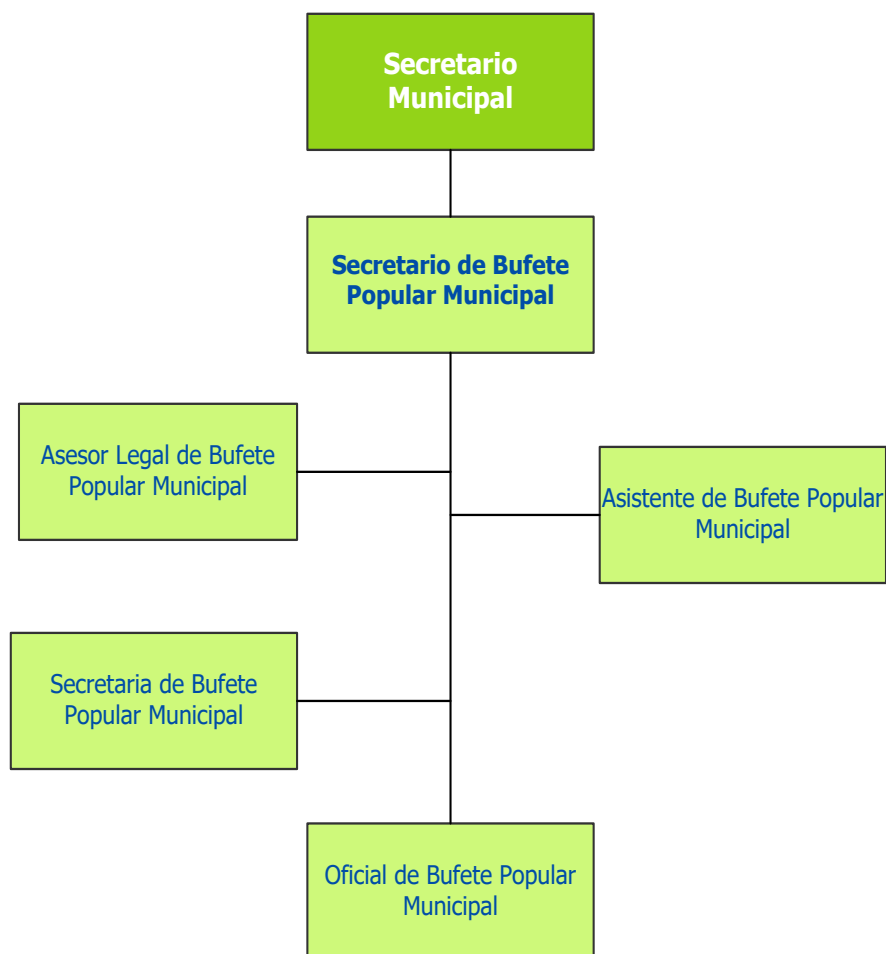 Secretario
Municipal
Secretario de Bufete
Popular Municipal
Asesor Legal de Bufete
Popular Municipal
Asistente de Bufete Popular
Municipal
Secretaria de Bufete
Popular Municipal
Oficial de Bufete Popular
Municipal